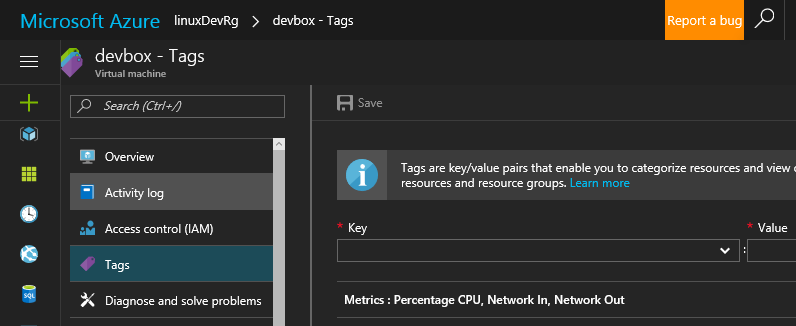 Microsoft Azure linuxDevRg > devbox - Tags Report a bug
devbox - Tags
Virtual machine
Search (Ctrl+/)
Save
Overview
Activity log
Access control (IAM)
Tags
Diagnose and solve problems
Tags are key/value pairs that enable you to categorize resources and view
resources and resource groups. Learn more
* Key * Value
:
Metrics : Percentage CPU, Network In, Network Out
SQL